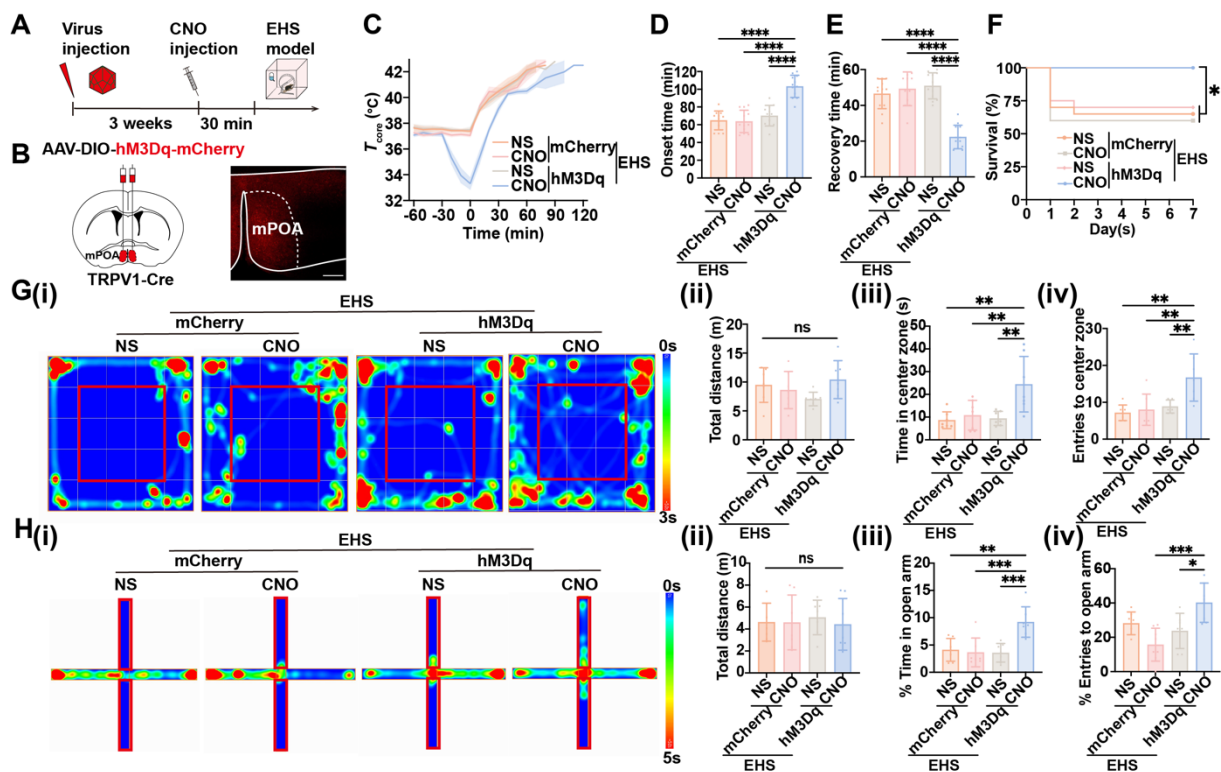 A
Virus
injection
CNO
injection
EHS
model
3 weeks
30 min
B
AAV-DIO-hM3Dq-mCherry
mPOA
TRPV1-Cre
mPOA
C
Tcore (°C)
42
40
38
36
34
32
-60
-30
0
0
30
60
90
120
Time (min)
NS
CNO
mCherry
NS
CNO
hM3Dq
EHS
D
****
****
****
Onset time (min)
140
120
100
80
60
40
20
0
NS
CNO
NS
CNO
mCherry
hM3Dq
EHS
E
****
****
****
Recovery time (min)
60
40
20
0
NS
CNO
NS
CNO
mCherry
hM3Dq
EHS
F
Survival (%)
100
75
50
25
0
0 1 2 3 4 5 6 7
Day(s)
*
NS
CNO
mCherry
NS
CNO
hM3Dq
EHS
G(i)
EHS
mCherry
hM3Dq
NS
CNO
NS
CNO
0s
3s
(ii)
ns
Total distance (m)
20
15
10
5
0
NS
CNO
NS
CNO
mCherry
hM3Dq
EHS
(iii)
**
**
**
Time in center zone (s)
50
40
30
20
10
0
NS
CNO
NS
CNO
mCherry
hM3Dq
EHS
(iv)
**
**
**
Entries to center zone
30
20
10
0
NS
CNO
NS
CNO
mCherry
hM3Dq
EHS
H(i)
EHS
mCherry
hM3Dq
NS
CNO
NS
CNO
0s
5s
(ii)
ns
Total distance (m)
10
8
6
4
2
0
NS
CNO
NS
CNO
mCherry
hM3Dq
EHS
(iii)
**
***
***
% Time in open arm
20
15
10
5
0
NS
CNO
NS
CNO
mCherry
hM3Dq
EHS
(iv)
***
*
% Entries to open arm
60
40
20
0
NS
CNO
NS
CNO
mCherry
hM3Dq
EHS